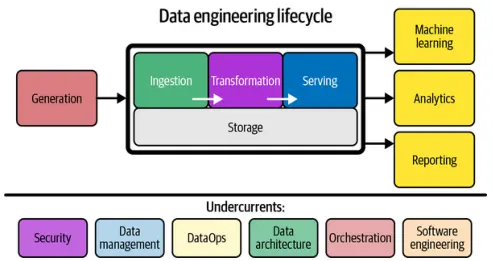 Data engineering lifecycle
Generation
Ingestion
Transformation
Serving
Storage
Machine
learning
Analytics
Reporting
Undercurrents:
Security
Data
management
DataOps
Data
architecture
Orchestration
Software
engineering